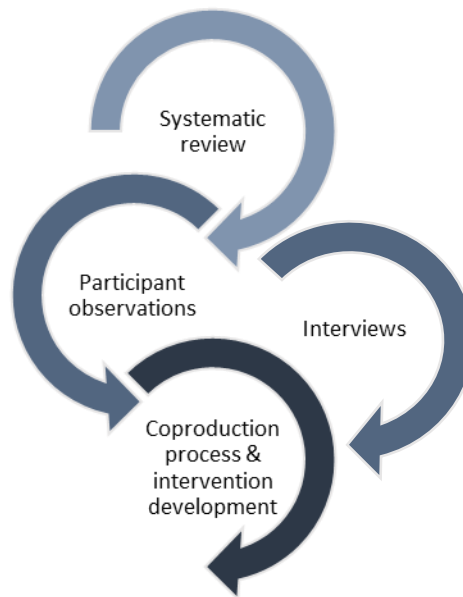 Systematic
review
Participant
observations
Interviews
Coproduction
process &
intervention
development